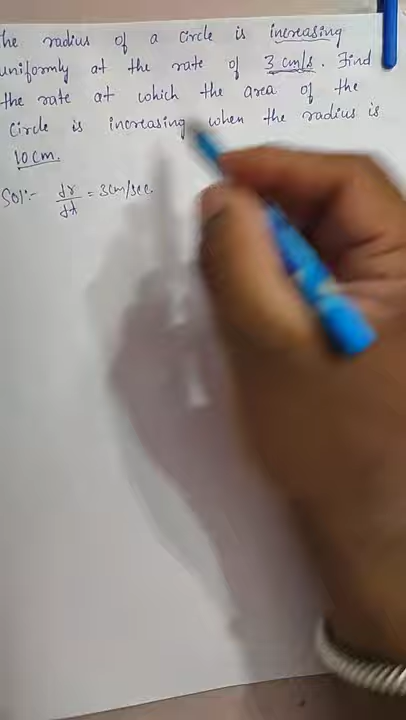 The radius of a circle is increasing
uniformly at the rate of 3 cm/s. Find
the rate at which the area of the
circle is increasing when the radius is
10 cm.
Sol:- dr/dt = 3cm/sec.